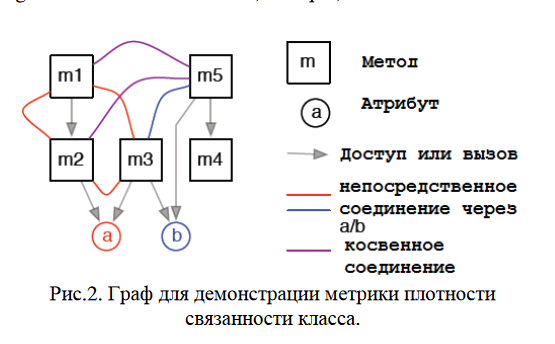 m1
m5
m
Метол
a
Атрибут
m2
m3
m4
Доступ или вызов
непосредственное
соединение через
a/b
a
b
косвенное
соединение
Рис.2. Граф для демонстрации метрики плотности
связанности класса.